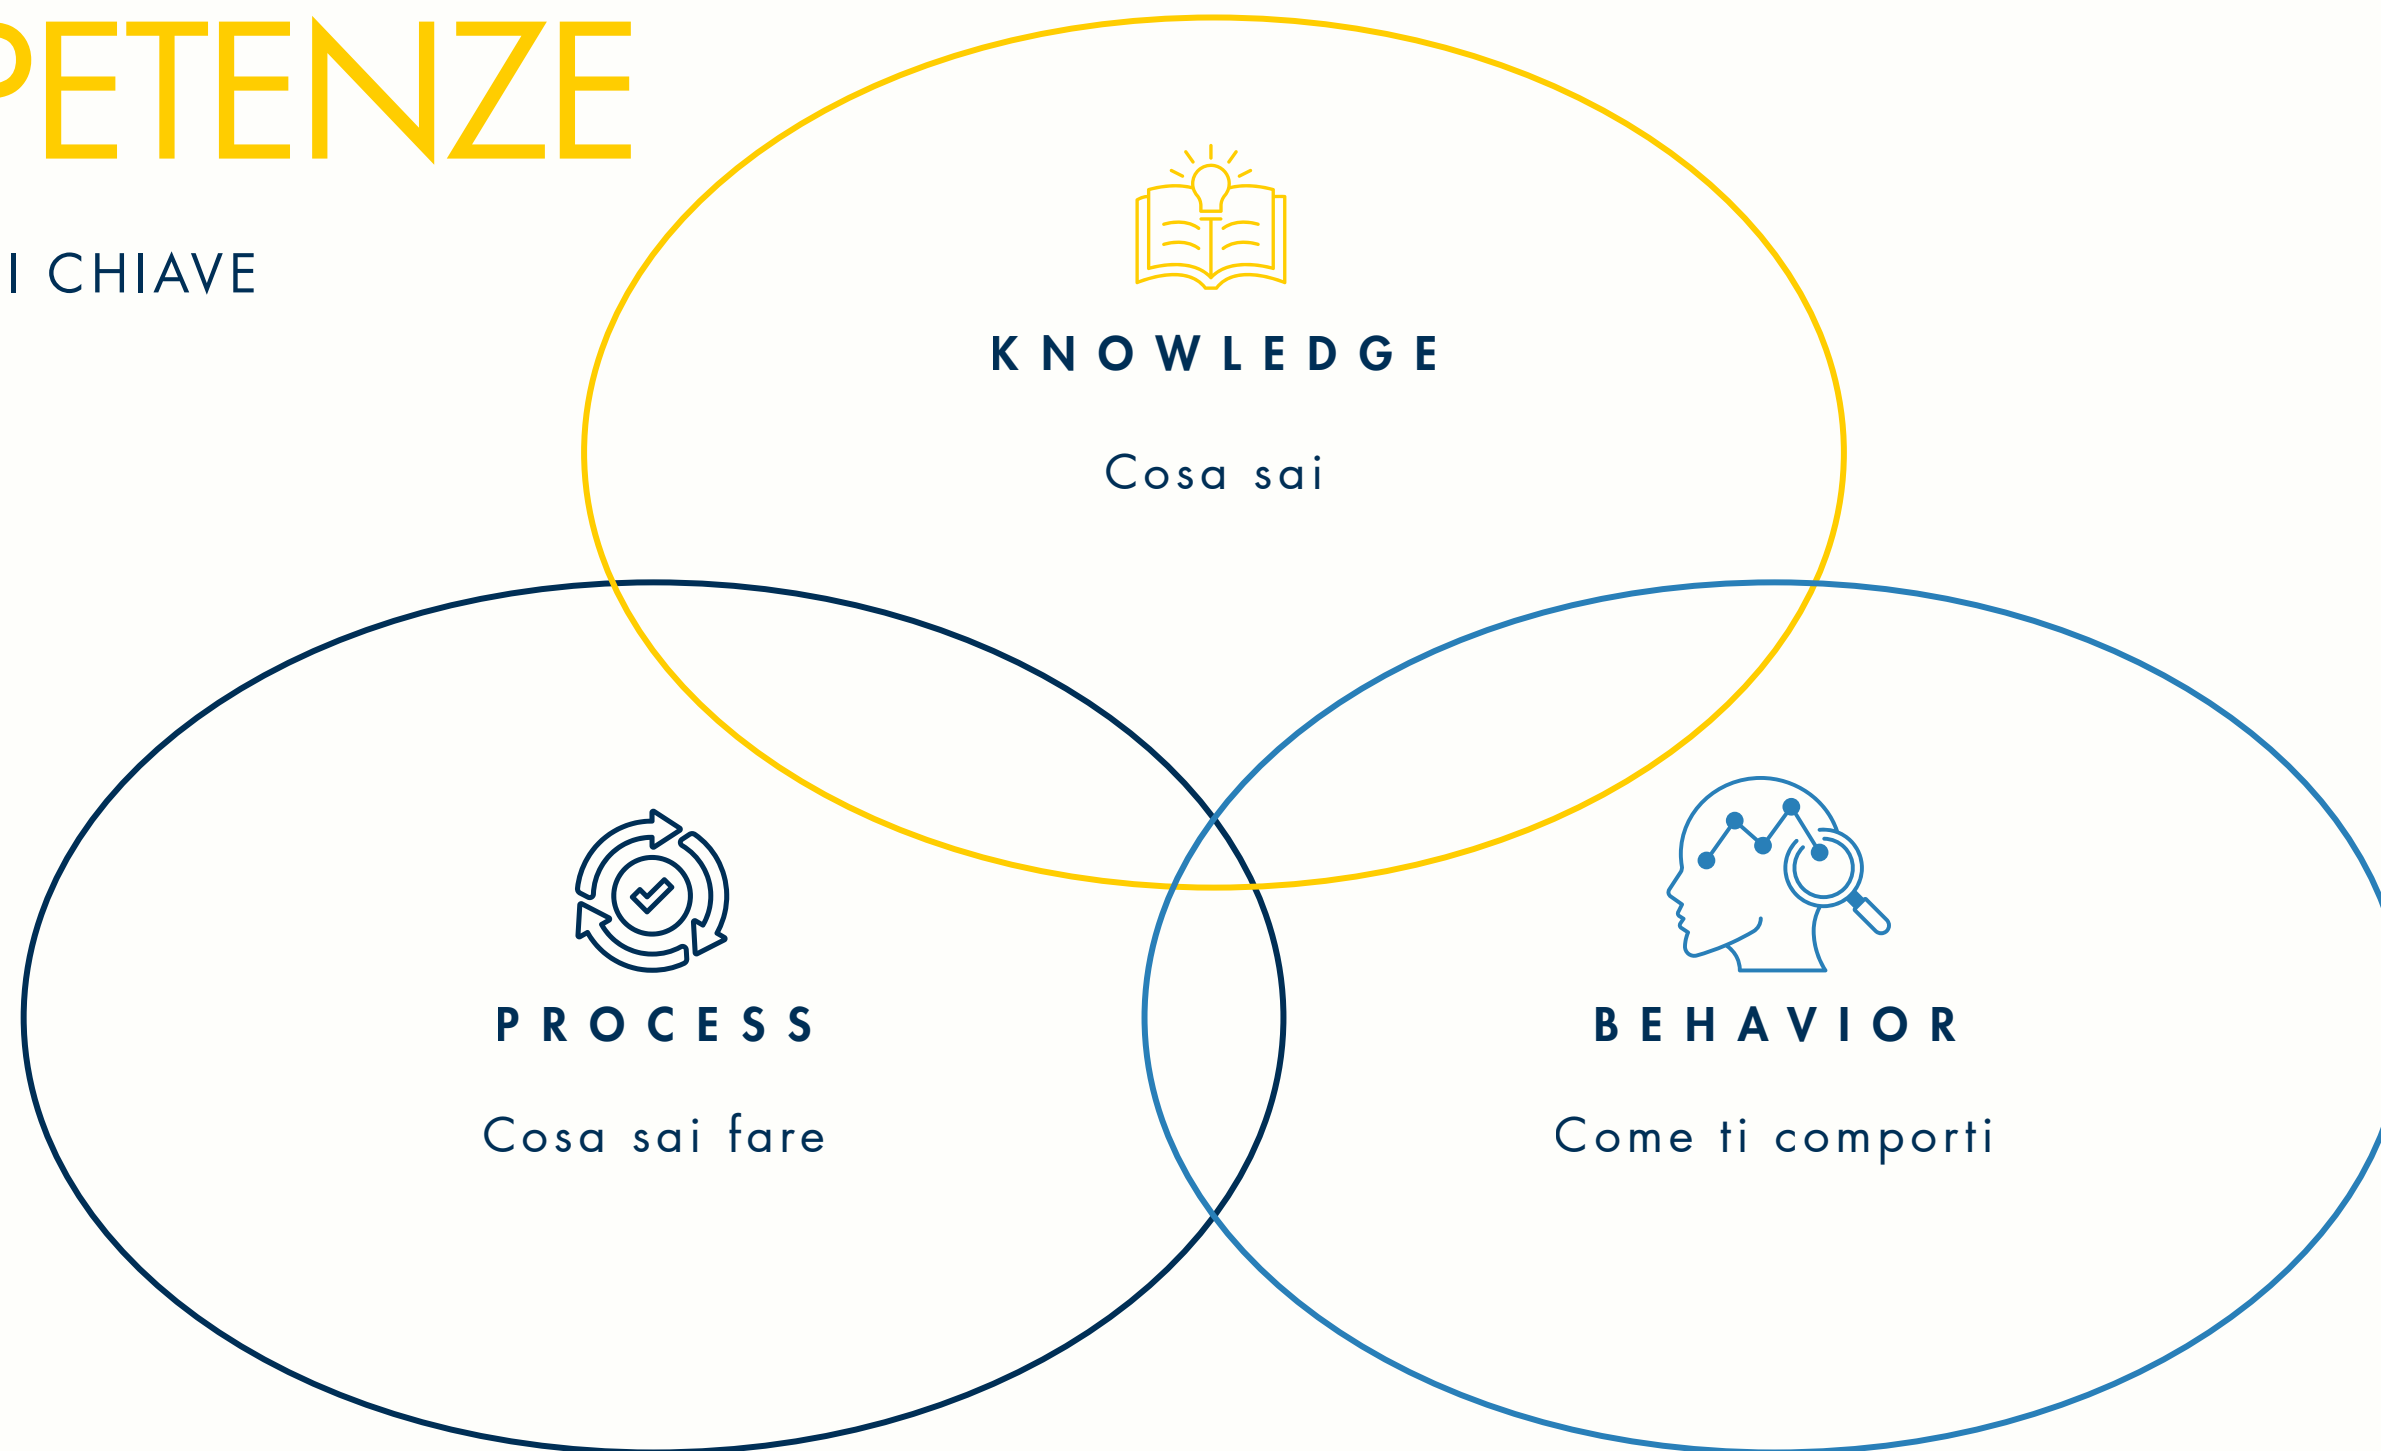 PETENZE
I CHIAVE
KNOWLEDGE
Cosa sai
PROCESS
Cosa sai fare
BEHAVIOR
Come ti comporti